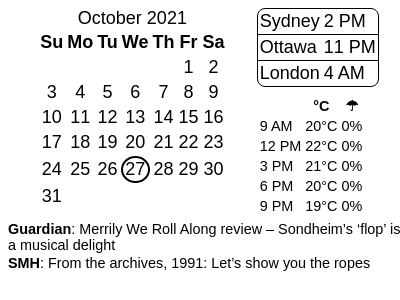 October 2021
Su Mo Tu We Th Fr Sa
1 2
3 4 5 6 7 8 9
10 11 12 13 14 15 16
17 18 19 20 21 22 23
24 25 26 27 28 29 30
31
Sydney 2 PM
Ottawa 11 PM
London 4 AM
°C ☂
9 AM 20°C 0%
12 PM 22°C 0%
3 PM 21°C 0%
6 PM 20°C 0%
9 PM 19°C 0%
Guardian: Merrily We Roll Along review – Sondheim’s ‘flop’ is
a musical delight
SMH: From the archives, 1991: Let’s show you the ropes